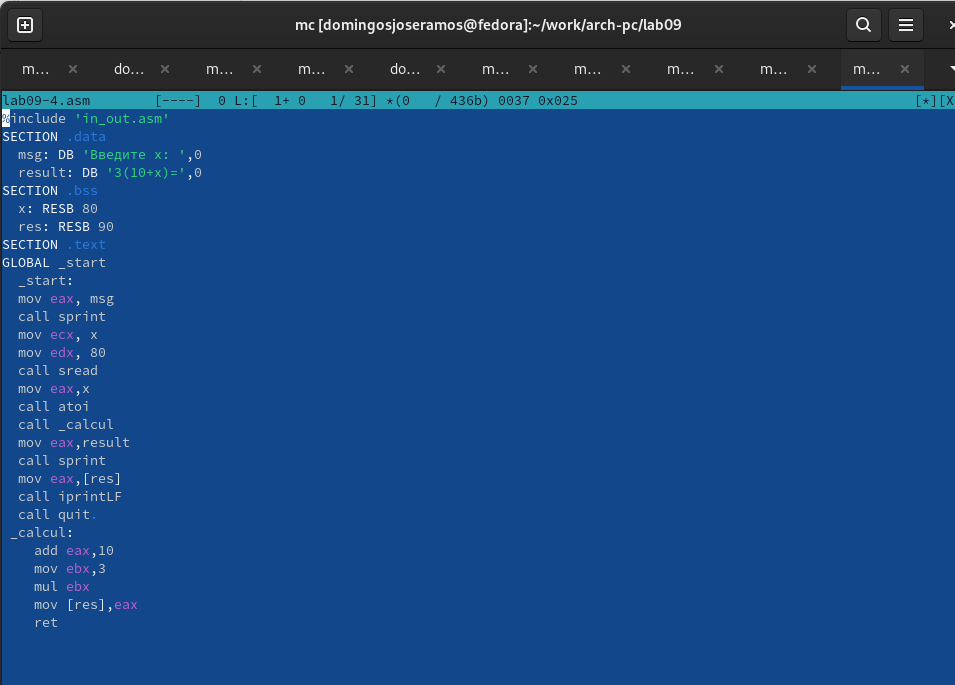 mc [domingosjoseramos@fedora]:~/work/arch-pc/lab09
m... × do... × m... × m... × do... × m... × m... × m... × m... × m... ×
lab09-4.asm [----] 0 L:[ 1+ 0 1/ 31] *(0 / 436b) 0037 0x025 [*][X
%include 'in_out.asm'
SECTION .data
msg: DB 'Введите x: ',0
result: DB '3(10+x)=',0
SECTION .bss
x: RESB 80
res: RESB 90
SECTION .text
GLOBAL _start
_start:
mov eax, msg
call sprint
mov ecx, x
mov edx, 80
call sread
mov eax,x
call atoi
call _calcul
mov eax,result
call sprint
mov eax,[res]
call iprintLF
call quit.
_calcul:
add eax,10
mov ebx,3
mul ebx
mov [res],eax
ret